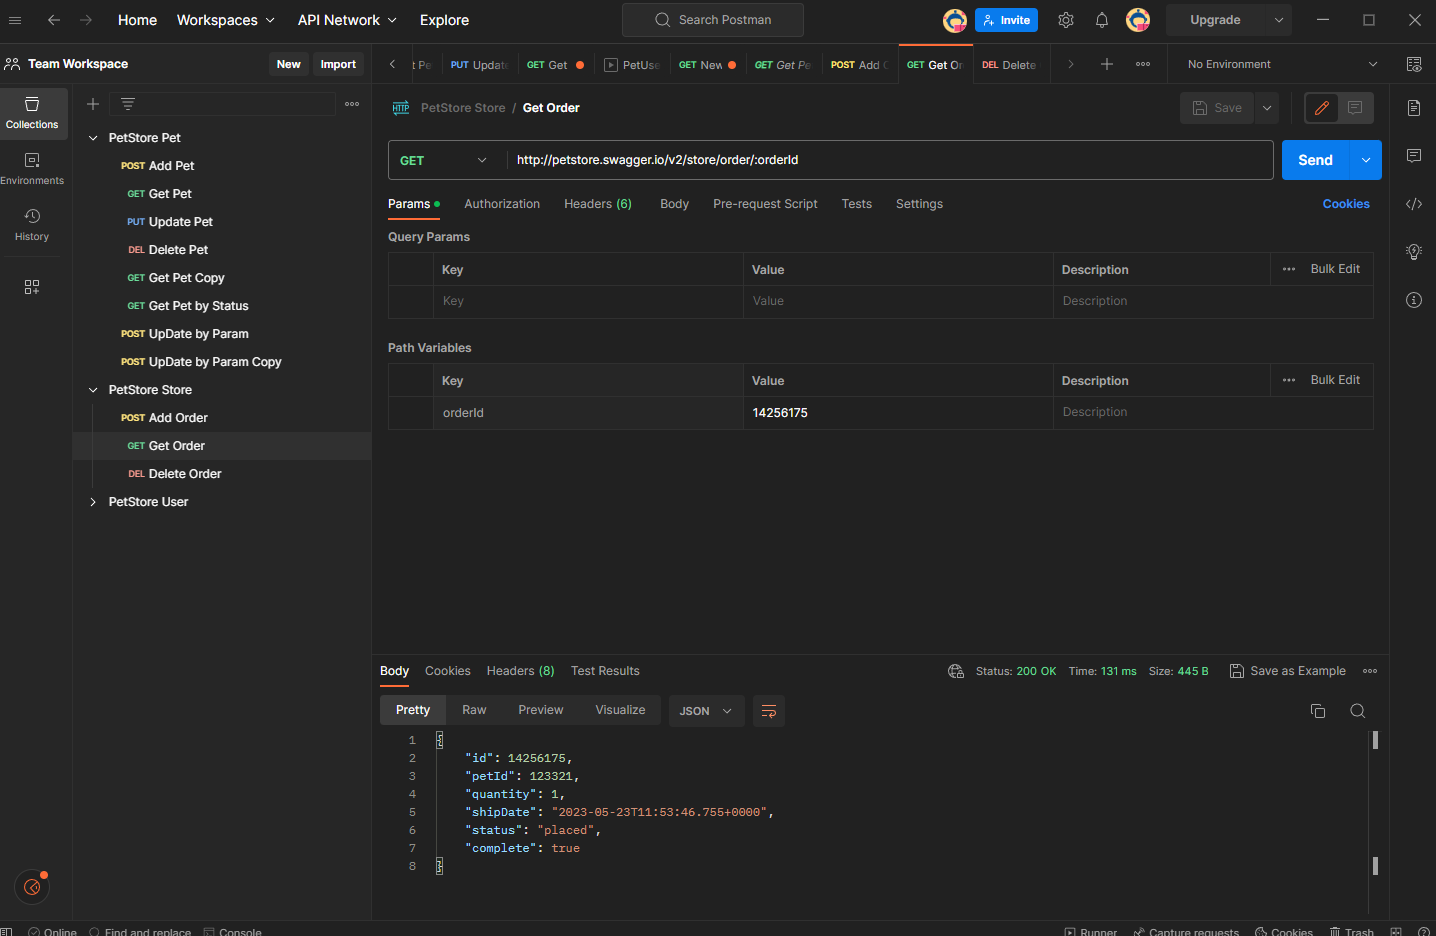 Home Workspaces API Network Explore Search Postman Invite Upgrade
Team Workspace New Import PUT Update GET Get PetUse GET New GET Get Pe POST Add GET Get Or DEL Delete No Environment
Collections
Environments
History
PetStore Pet
POST Add Pet
GET Get Pet
PUT Update Pet
DEL Delete Pet
GET Get Pet Copy
GET Get Pet by Status
POST UpDate by Param
POST UpDate by Param Copy
PetStore Store
POST Add Order
GET Get Order
DEL Delete Order
PetStore User
HTTP PetStore Store / Get Order Save
GET http://petstore.swagger.io/v2/store/order/:orderId Send
Params Authorization Headers (6) Body Pre-request Script Tests Settings Cookies
Query Params
Key Value Description Bulk Edit
Key Value Description
Path Variables
Key Value Description Bulk Edit
orderId 14256175 Description
Body Cookies Headers (8) Test Results Status: 200 OK Time: 131 ms Size: 445 B Save as Example
Pretty Raw Preview Visualize JSON
1 {
2 "id": 14256175,
3 "petId": 123321,
4 "quantity": 1,
5 "shipDate": "2023-05-23T11:53:46.755+0000",
6 "status": "placed",
7 "complete": true
8 }
Online Find and replace Console Runner Capture requests Cookies Trash